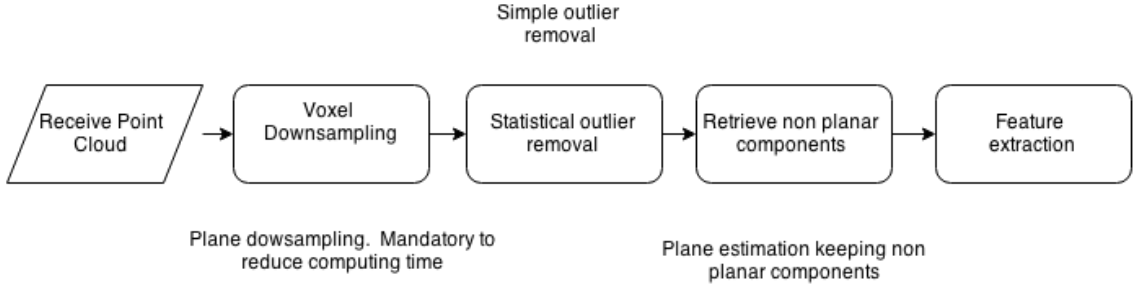 Simple outlier
removal
Receive Point
Cloud
Voxel
Downsampling
Statistical outlier
removal
Retrieve non planar
components
Feature
extraction
Plane dowsampling.  Mandatory to
reduce computing time
Plane estimation keeping non
planar components